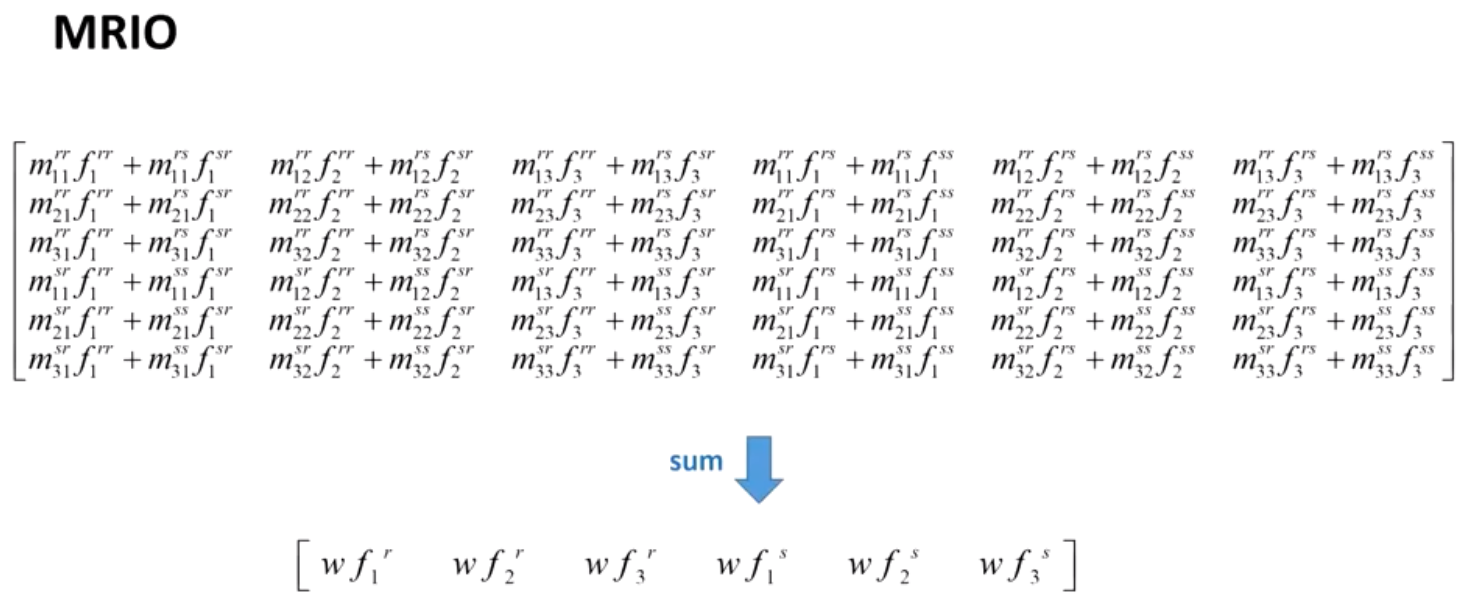 MRIO
$m_{11}^{rr}f_1^{rr}+m_{11}^{rs}f_1^{sr}$ $m_{12}^{rr}f_2^{rr}+m_{12}^{rs}f_2^{sr}$ $m_{13}^{rr}f_3^{rr}+m_{13}^{rs}f_3^{sr}$ $m_{11}^{rr}f_1^{rs}+m_{11}^{rs}f_1^{ss}$ $m_{12}^{rr}f_2^{rs}+m_{12}^{rs}f_2^{ss}$ $m_{13}^{rr}f_3^{rs}+m_{13}^{rs}f_3^{ss}$
$m_{21}^{rr}f_1^{rr}+m_{21}^{rs}f_1^{sr}$ $m_{22}^{rr}f_2^{rr}+m_{22}^{rs}f_2^{sr}$ $m_{23}^{rr}f_3^{rr}+m_{23}^{rs}f_3^{sr}$ $m_{21}^{rr}f_1^{rs}+m_{21}^{rs}f_1^{ss}$ $m_{22}^{rr}f_2^{rs}+m_{22}^{rs}f_2^{ss}$ $m_{23}^{rr}f_3^{rs}+m_{23}^{rs}f_3^{ss}$
$m_{31}^{rr}f_1^{rr}+m_{31}^{rs}f_1^{sr}$ $m_{32}^{rr}f_2^{rr}+m_{32}^{rs}f_2^{sr}$ $m_{33}^{rr}f_3^{rr}+m_{33}^{rs}f_3^{sr}$ $m_{31}^{rr}f_1^{rs}+m_{31}^{rs}f_1^{ss}$ $m_{32}^{rr}f_2^{rs}+m_{32}^{rs}f_2^{ss}$ $m_{33}^{rr}f_3^{rs}+m_{33}^{rs}f_3^{ss}$
$m_{11}^{sr}f_1^{rr}+m_{11}^{ss}f_1^{sr}$ $m_{12}^{sr}f_2^{rr}+m_{12}^{ss}f_2^{sr}$ $m_{13}^{sr}f_3^{rr}+m_{13}^{ss}f_3^{sr}$ $m_{11}^{sr}f_1^{rs}+m_{11}^{ss}f_1^{ss}$ $m_{12}^{sr}f_2^{rs}+m_{12}^{ss}f_2^{ss}$ $m_{13}^{sr}f_3^{rs}+m_{13}^{ss}f_3^{ss}$
$m_{21}^{sr}f_1^{rr}+m_{21}^{ss}f_1^{sr}$ $m_{22}^{sr}f_2^{rr}+m_{22}^{ss}f_2^{sr}$ $m_{23}^{sr}f_3^{rr}+m_{23}^{ss}f_3^{sr}$ $m_{21}^{sr}f_1^{rs}+m_{21}^{ss}f_1^{ss}$ $m_{22}^{sr}f_2^{rs}+m_{22}^{ss}f_2^{ss}$ $m_{23}^{sr}f_3^{rs}+m_{23}^{ss}f_3^{ss}$
$m_{31}^{sr}f_1^{rr}+m_{31}^{ss}f_1^{sr}$ $m_{32}^{sr}f_2^{rr}+m_{32}^{ss}f_2^{sr}$ $m_{33}^{sr}f_3^{rr}+m_{33}^{ss}f_3^{sr}$ $m_{31}^{sr}f_1^{rs}+m_{31}^{ss}f_1^{ss}$ $m_{32}^{sr}f_2^{rs}+m_{32}^{ss}f_2^{ss}$ $m_{33}^{sr}f_3^{rs}+m_{33}^{ss}f_3^{ss}$
sum
$[\ wf_1^{r}\quad wf_2^{r}\quad wf_3^{r}\quad wf_1^{s}\quad wf_2^{s}\quad wf_3^{s}\ ]$